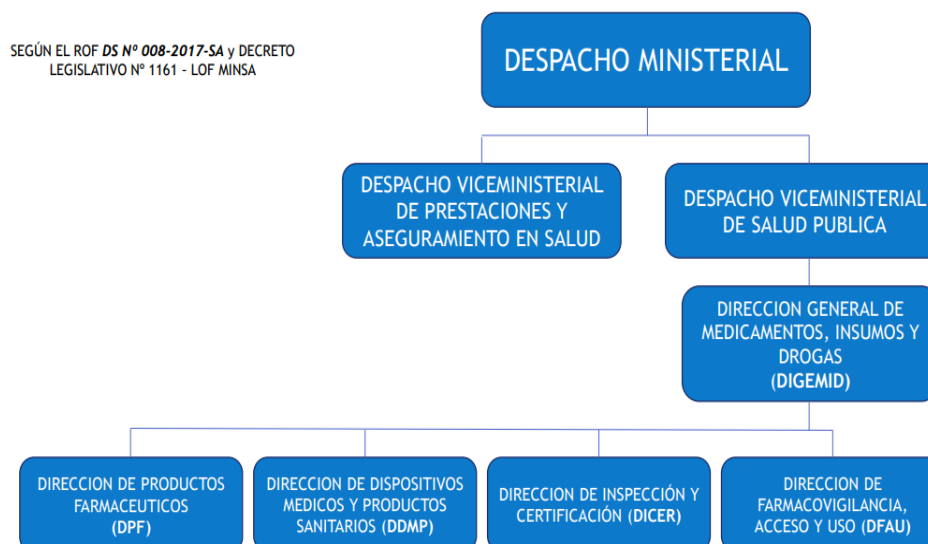 SEGÚN EL ROF DS Nº 008-2017-SA y DECRETO
LEGISLATIVO Nº 1161 - LOF MINSA
DESPACHO MINISTERIAL
DESPACHO VICEMINISTERIAL
DE PRESTACIONES Y
ASEGURAMIENTO EN SALUD
DESPACHO VICEMINISTERIAL
DE SALUD PUBLICA
DIRECCION GENERAL DE
MEDICAMENTOS, INSUMOS Y
DROGAS
(DIGEMID)
DIRECCION DE PRODUCTOS
FARMACEUTICOS
(DPF)
DIRECCION DE DISPOSITIVOS
MEDICOS Y PRODUCTOS
SANITARIOS (DDMP)
DIRECCION DE INSPECCIÓN Y
CERTIFICACIÓN (DICER)
DIRECCION DE
FARMACOVIGILANCIA,
ACCESO Y USO (DFAU)